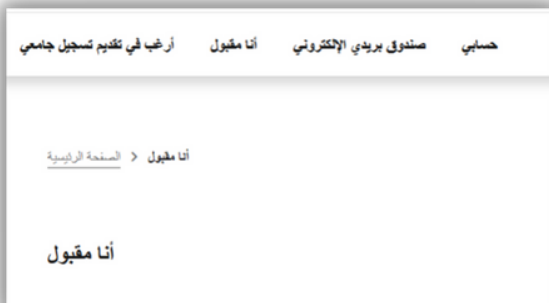 حسابي صندوق بريدي الإلكتروني أنا مقبول أرغب في تقديم تسجيل جامعي
الصفحة الرئيسية > أنا مقبول
أنا مقبول